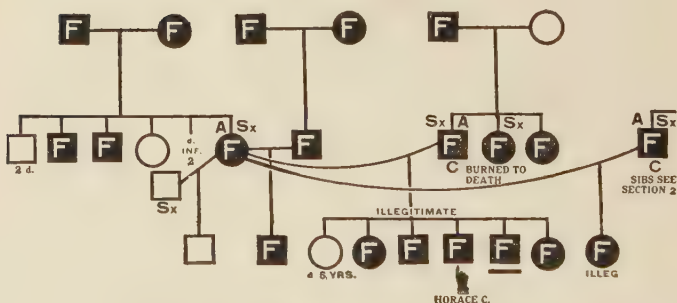 F F F F F
A Sx Sx A Sx A Sx
F F F F F F F F
2 d. d. INF. 2
C BURNED TO DEATH
C
SIBS SEE SECTION 2
Sx
ILLEGITIMATE
F F F F F F F
d 5, YRS. ILLEG
HORACE C.